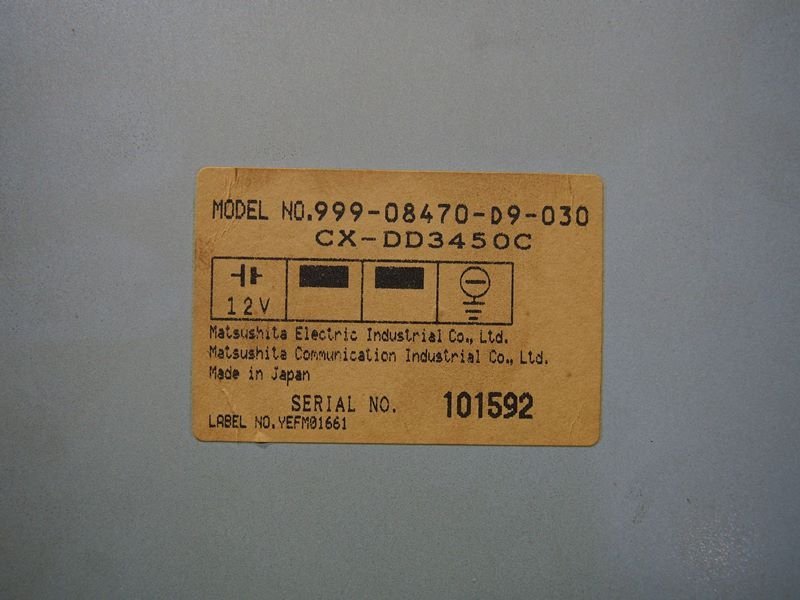 MODEL NO.999-08470-D9-030
CX-DD3450C
12V
Matsushita Electric Industrial Co., Ltd.
Matsushita Communication Industrial Co., Ltd.
Made in Japan
SERIAL NO. 101592
LABEL NO.YEFM01661